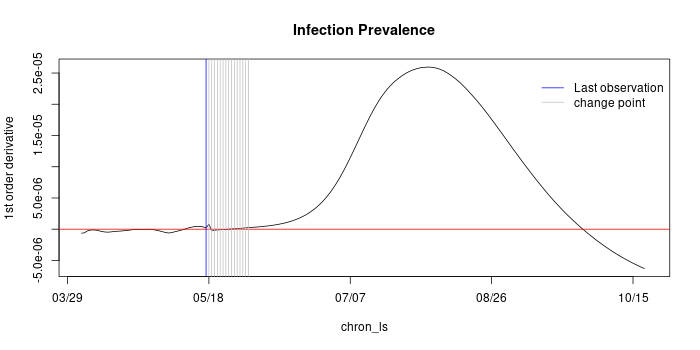 Infection Prevalence
1st order derivative
-5.0e-06
5.0e-06
1.5e-05
2.5e-05
Last observation
change point
03/29
05/18
07/07
08/26
10/15
chron_ls